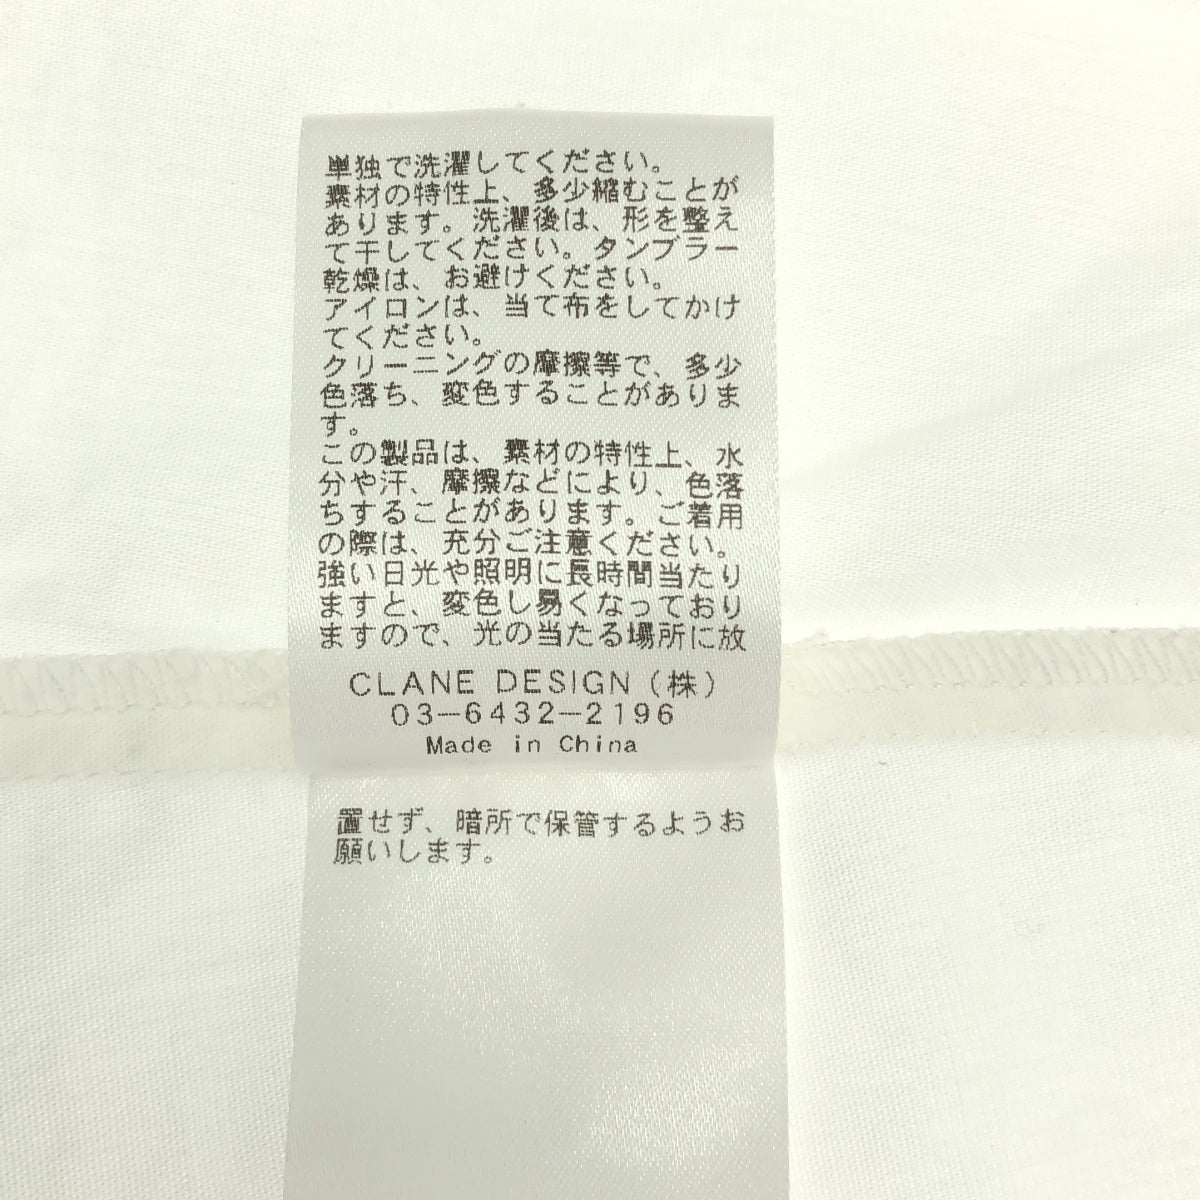 単独で洗濯してください。
素材の特性上、多少縮むことが
あります。洗濯後は、形を整え
て干してください。タンブラー
乾燥は、お避けください。
アイロンは、当て布をしてかけ
てください。
クリーニングの摩擦等で、多少
色落ち、変色することがありま
す。
この製品は、素材の特性上、水
分や汗、摩擦などにより、色落
ちすることがあります。ご着用
の際は、充分ご注意ください。
強い日光や照明に長時間当たり
ますと、変色し易くなっており
ますので、光の当たる場所に放
CLANE DESIGN（株）
03-6432-2196
Made in China
置せず、暗所で保管するようお
願いします。